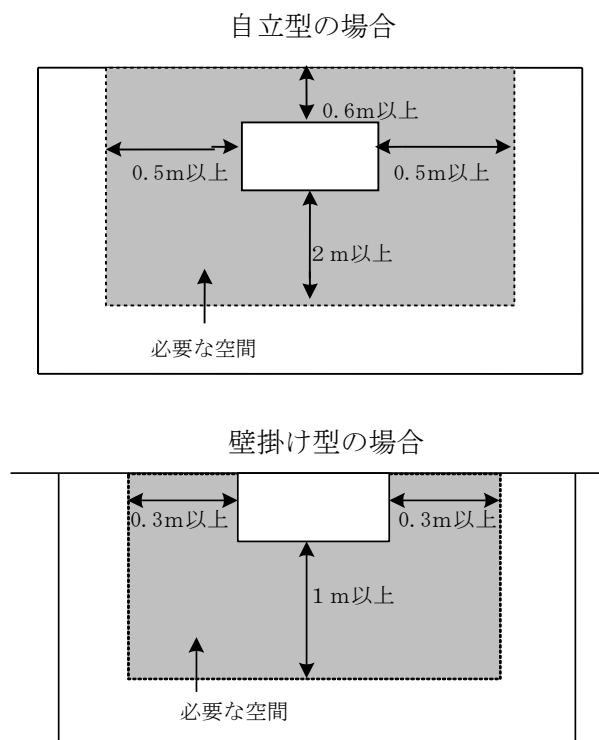 自立型の場合
0.6m以上
0.5m以上
0.5m以上
２m以上
必要な空間
壁掛け型の場合
0.3m以上
0.3m以上
１m以上
必要な空間